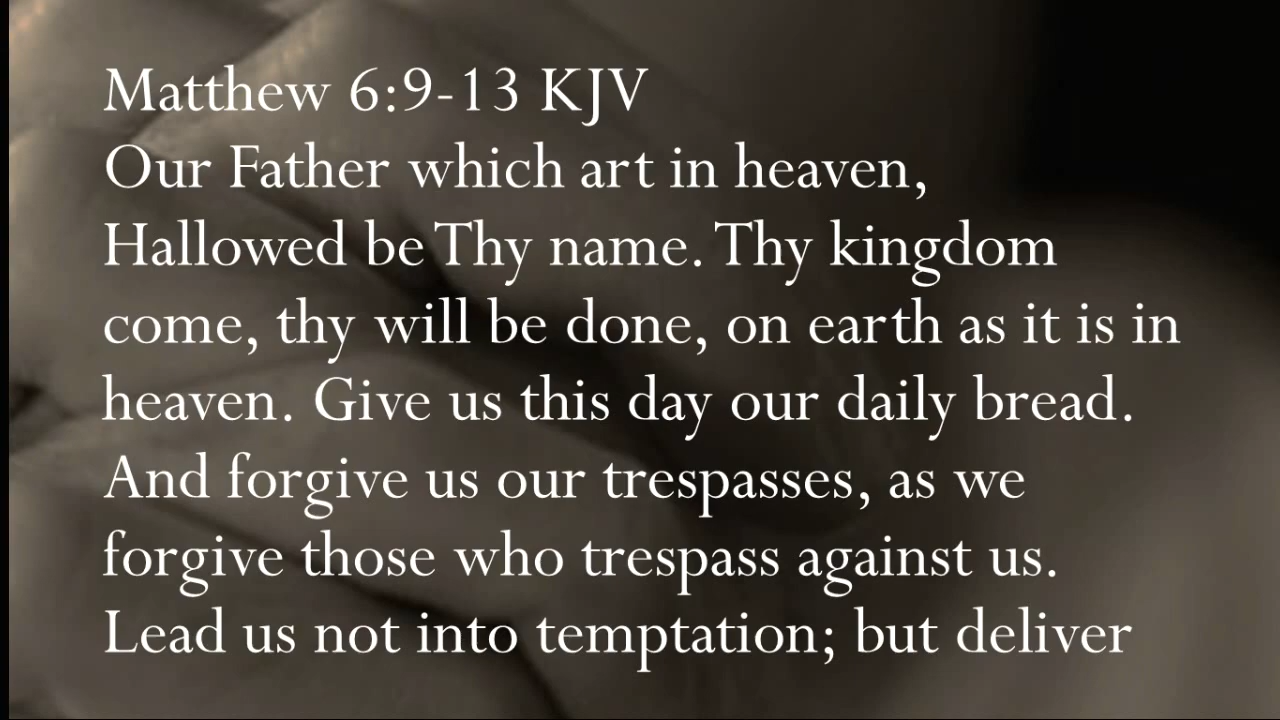 Matthew 6:9-13 KJV
Our Father which art in heaven,
Hallowed be Thy name. Thy kingdom
come, thy will be done, on earth as it is in
heaven. Give us this day our daily bread.
And forgive us our trespasses, as we
forgive those who trespass against us.
Lead us not into temptation; but deliver